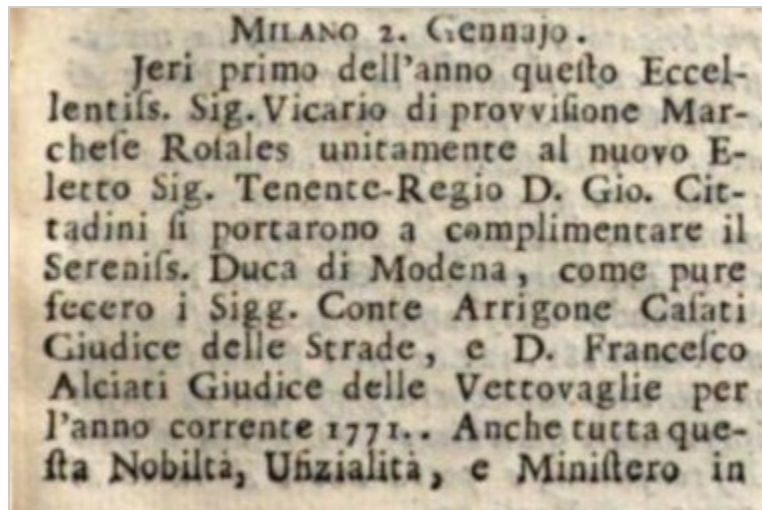 MILANO 2. Gennajo.
Jeri primo dell'anno queſto Eccel-
lentiſs. Sig. Vicario di provviſione Mar-
cheſe Roſales unitamente al nuovo E-
letto Sig. Tenente-Regio D. Gio. Cit-
tadini ſi portarono a complimentare il
Sereniſs. Duca di Modena, come pure
fecero i Sigg. Conte Arrigone Caſati
Giudice delle Strade, e D. Franceſco
Alciati Giudice delle Vettovaglie per
l'anno corrente 1771.. Anche tutta que-
ſta Nobiltà, Ufizialità, e Miniſtero in